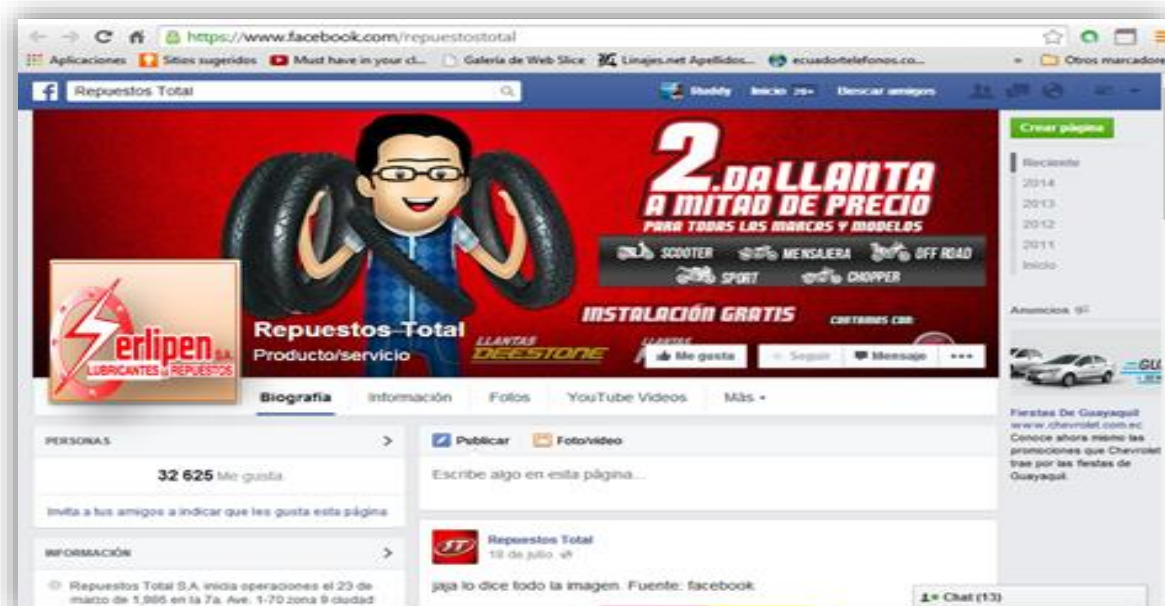 https://www.facebook.com/repuestostotal
Aplicaciones Sitios sugeridos Must have in your cl... Galería de Web Slice Linajes.net Apellidos... ecuadortelefonos.co... » Otros marcadore
Repuestos Total
Inicio 20+ Buscar amigos
2.DA LLANTA
A MITAD DE PRECIO
PARA TODAS LAS MARCAS Y MODELOS
SCOOTER MENSAJERA OFF ROAD
SPORT CHOPPER
INSTALACIÓN GRATIS CONTAMOS CON:
LLANTAS
DEESTONE
Serlipen S.A.
LUBRICANTES y REPUESTOS
Repuestos Total
Producto/servicio
Me gusta Seguir Mensaje
Biografía Información Fotos YouTube Videos Más
Crear página
Reciente
2014
2013
2012
2011
Inicio
Anuncios
Fiestas De Guayaquil
www.chevrolet.com.ec
Conoce ahora mismo las
promociones que Chevrolet
trae por las fiestas de
Guayaquil.
PERSONAS
32 625 Me gusta
Invita a tus amigos a indicar que les gusta esta página
INFORMACIÓN
Repuestos Total S.A. inicia operaciones el 23 de
marzo de 1,986 en la 7a. Ave. 1-70 zona 9 ciudad
Publicar Foto/video
Escribe algo en esta página...
Repuestos Total
18 de julio
jaja lo dice todo la imagen. Fuente: facebook
Chat (13)